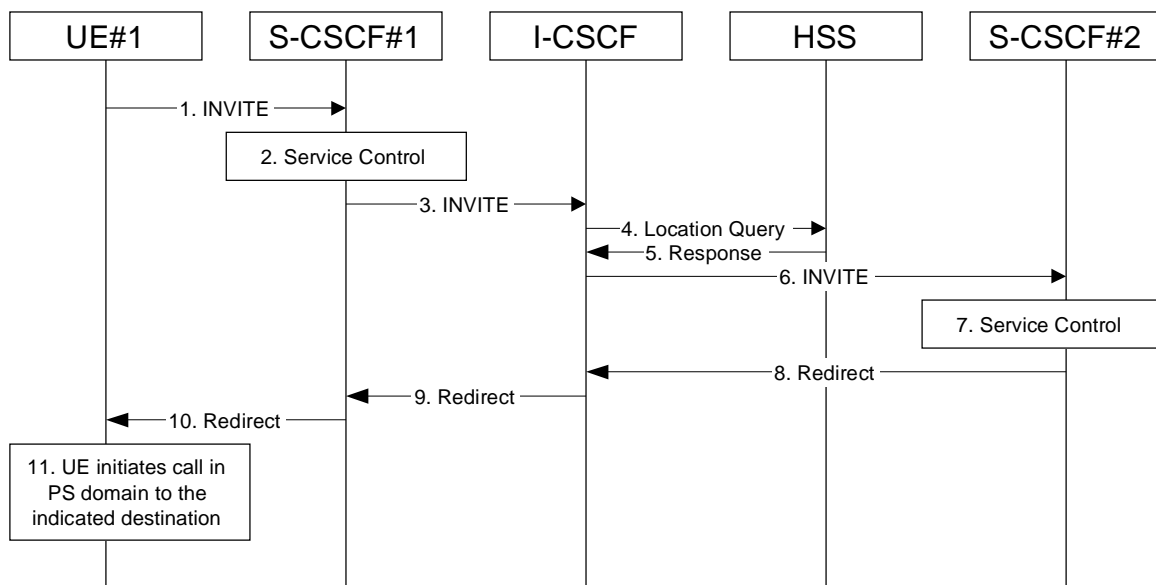 UE#1
S-CSCF#1
I-CSCF
HSS
S-CSCF#2
1. INVITE
2. Service Control
3. INVITE
4. Location Query
5. Response
6. INVITE
7. Service Control
8. Redirect
9. Redirect
10. Redirect
11. UE initiates call in
PS domain to the
indicated destination